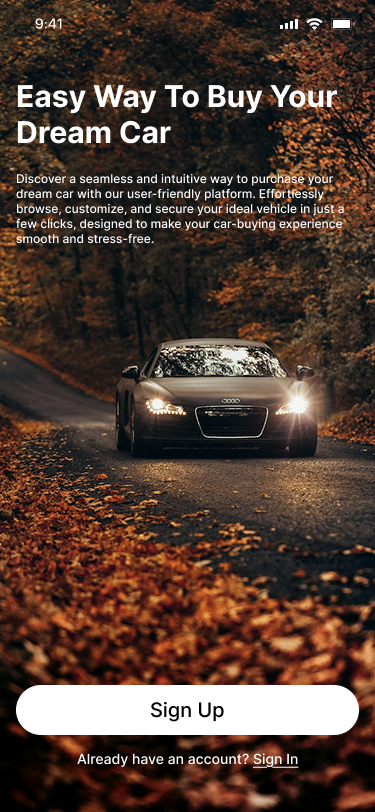 9:41
Easy Way To Buy Your
Dream Car
Discover a seamless and intuitive way to purchase your
dream car with our user-friendly platform. Effortlessly
browse, customize, and secure your ideal vehicle in just a
few clicks, designed to make your car-buying experience
smooth and stress-free.
Sign Up
Already have an account? Sign In